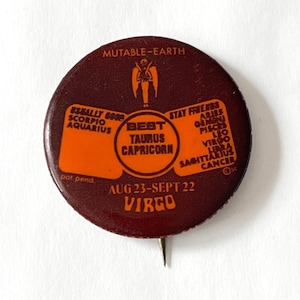 MUTABLE-EARTH
USUALLY GOOD
SCORPIO
AQUARIUS
BEST
TAURUS
CAPRICORN
STAY FRIENDS
ARIES
GEMINI
PISCES
LEO
VIRGO
LIBRA
SAGITTARIUS
CANCER
pat. pend.
AUG 23-SEPT 22
VIRGO